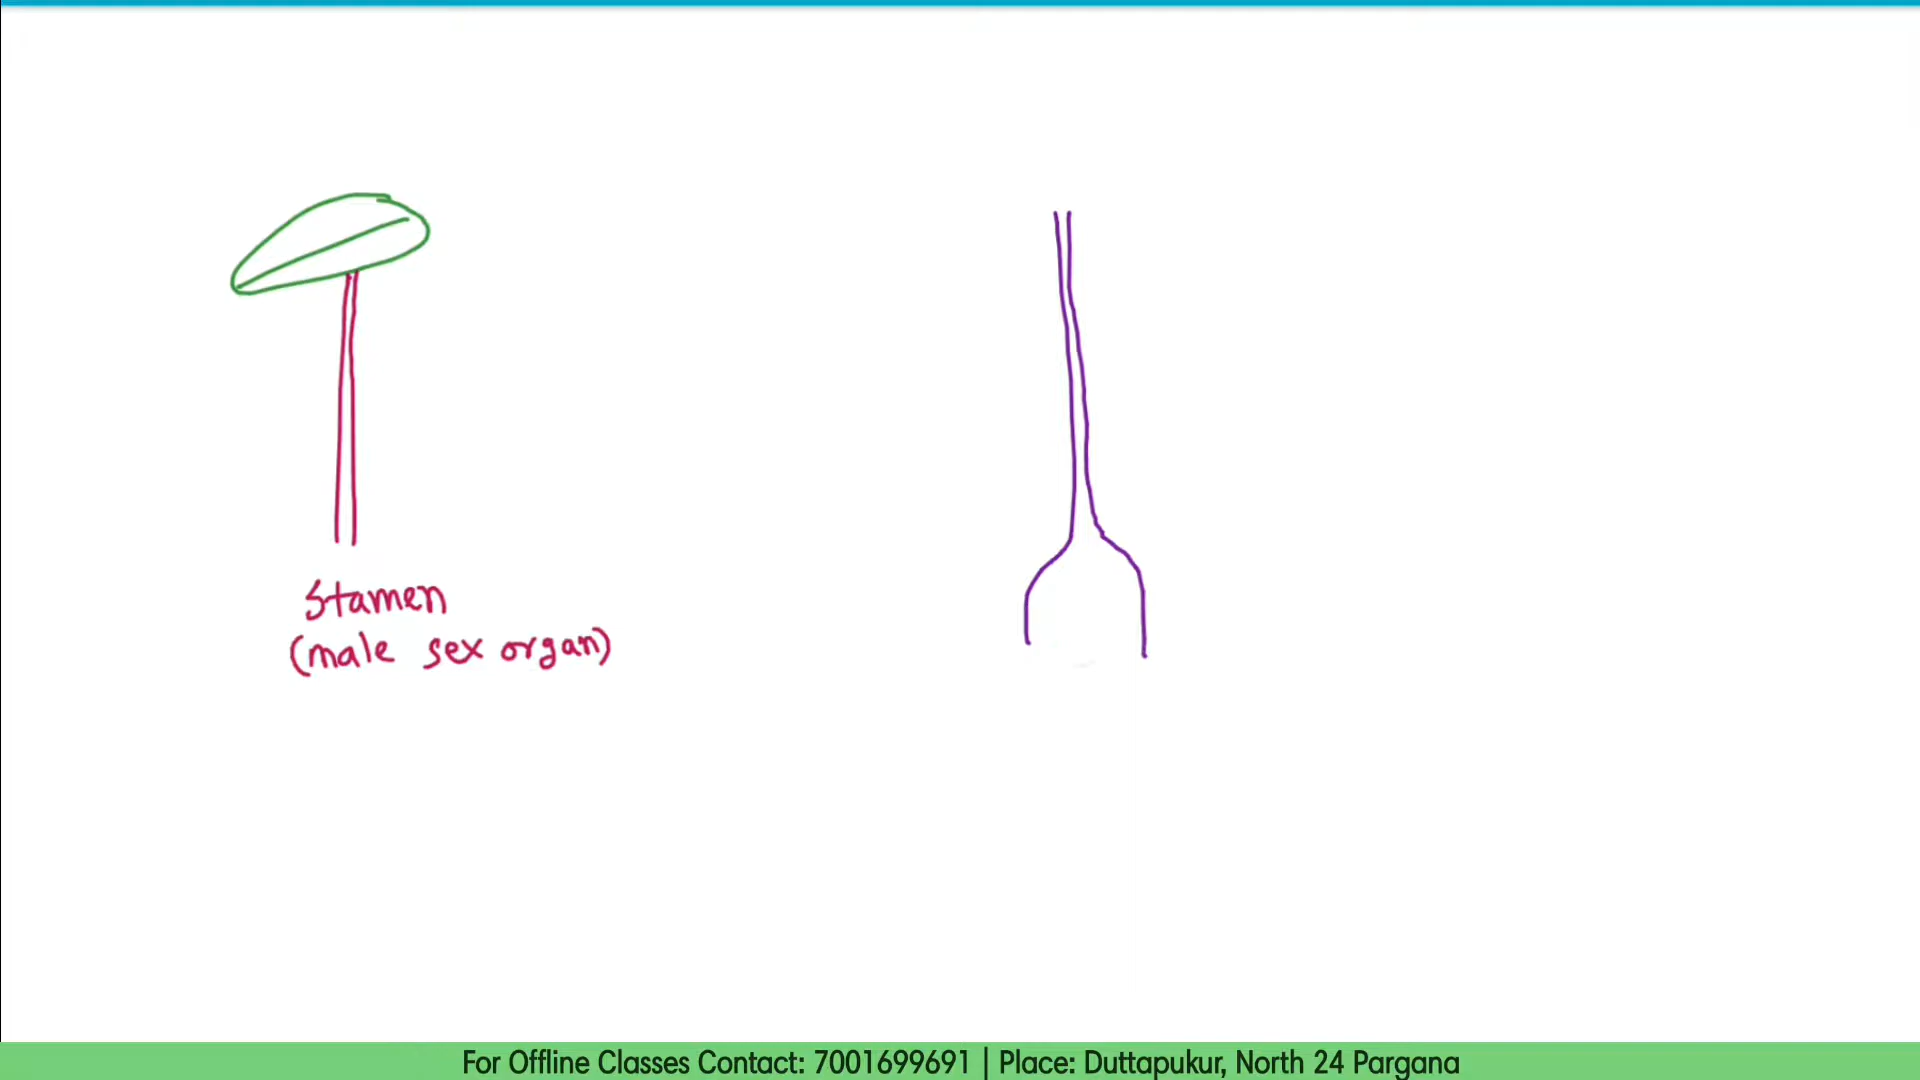 Stamen
(male sex organ)
For Offline Classes Contact: 7001699691 | Place: Duttapukur, North 24 Pargana